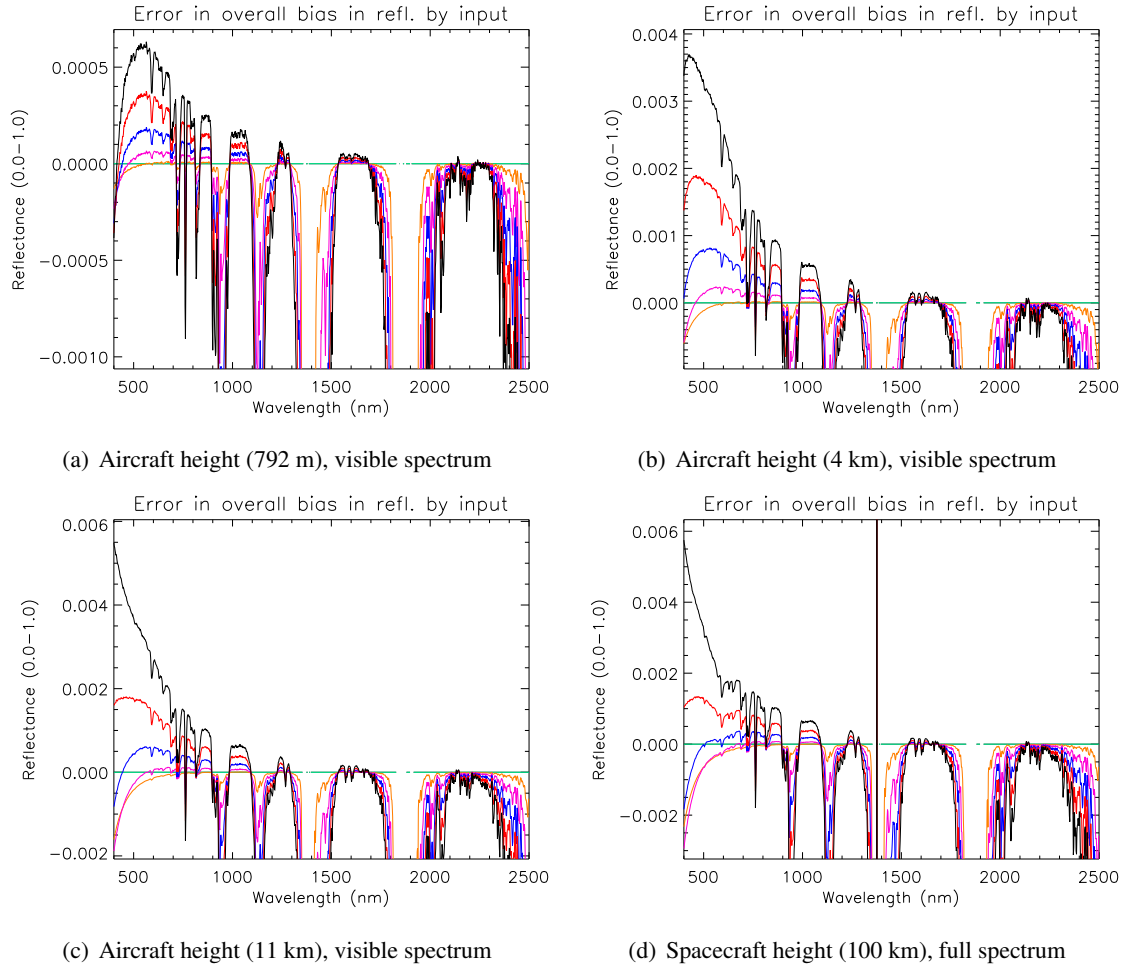 Error in overall bias in refl. by input
Reflectance (0.0−1.0)
0.0005
0.0000
−0.0005
−0.0010
500 1000 1500 2000 2500
Wavelength (nm)
(a) Aircraft height (792 m), visible spectrum
Error in overall bias in refl. by input
Reflectance (0.0−1.0)
0.004
0.003
0.002
0.001
0.000
500 1000 1500 2000 2500
Wavelength (nm)
(b) Aircraft height (4 km), visible spectrum
Error in overall bias in refl. by input
Reflectance (0.0−1.0)
0.006
0.004
0.002
0.000
−0.002
500 1000 1500 2000 2500
Wavelength (nm)
(c) Aircraft height (11 km), visible spectrum
Error in overall bias in refl. by input
Reflectance (0.0−1.0)
0.006
0.004
0.002
0.000
−0.002
500 1000 1500 2000 2500
Wavelength (nm)
(d) Spacecraft height (100 km), full spectrum